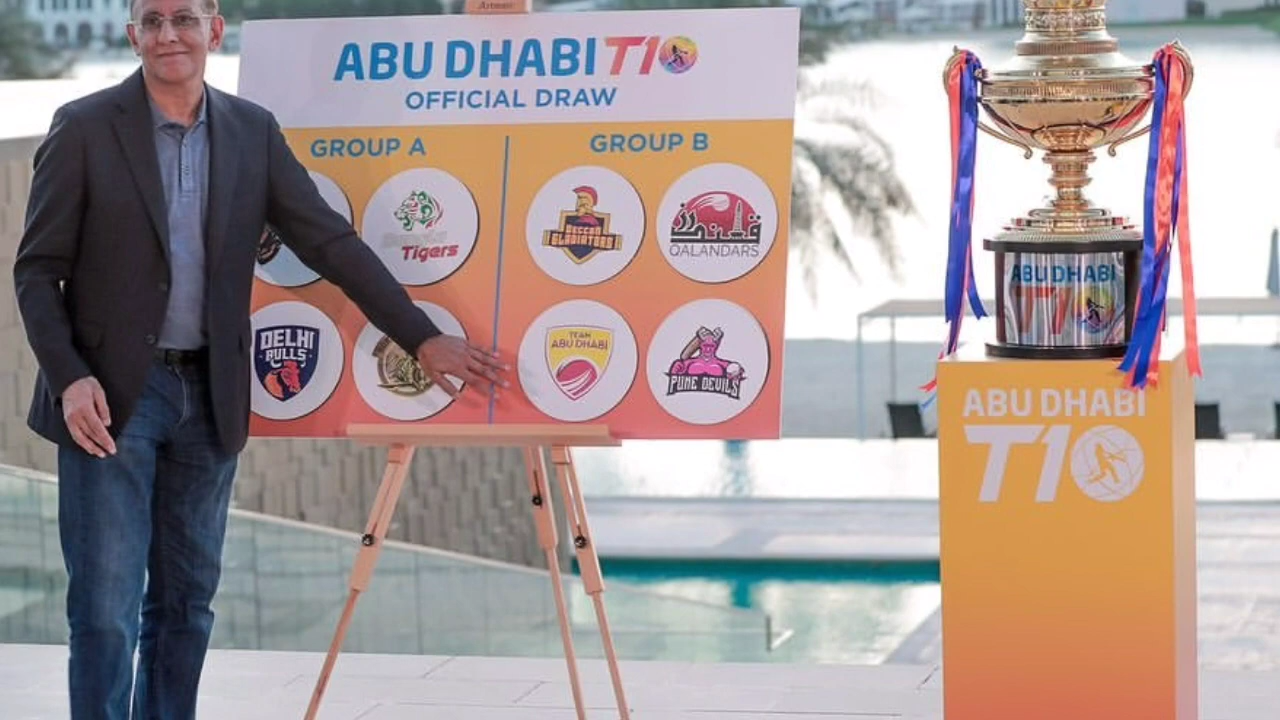 ABU DHABI T10
OFFICIAL DRAW
GROUP A
GROUP B
Tigers
DECCAN
GLADIATORS
قلندرز
QALANDARS
DELHI
BULLS
TEAM
ABU DHABI
PUNE DEVILS
ABU DHABI
T10
ABU DHABI
T10